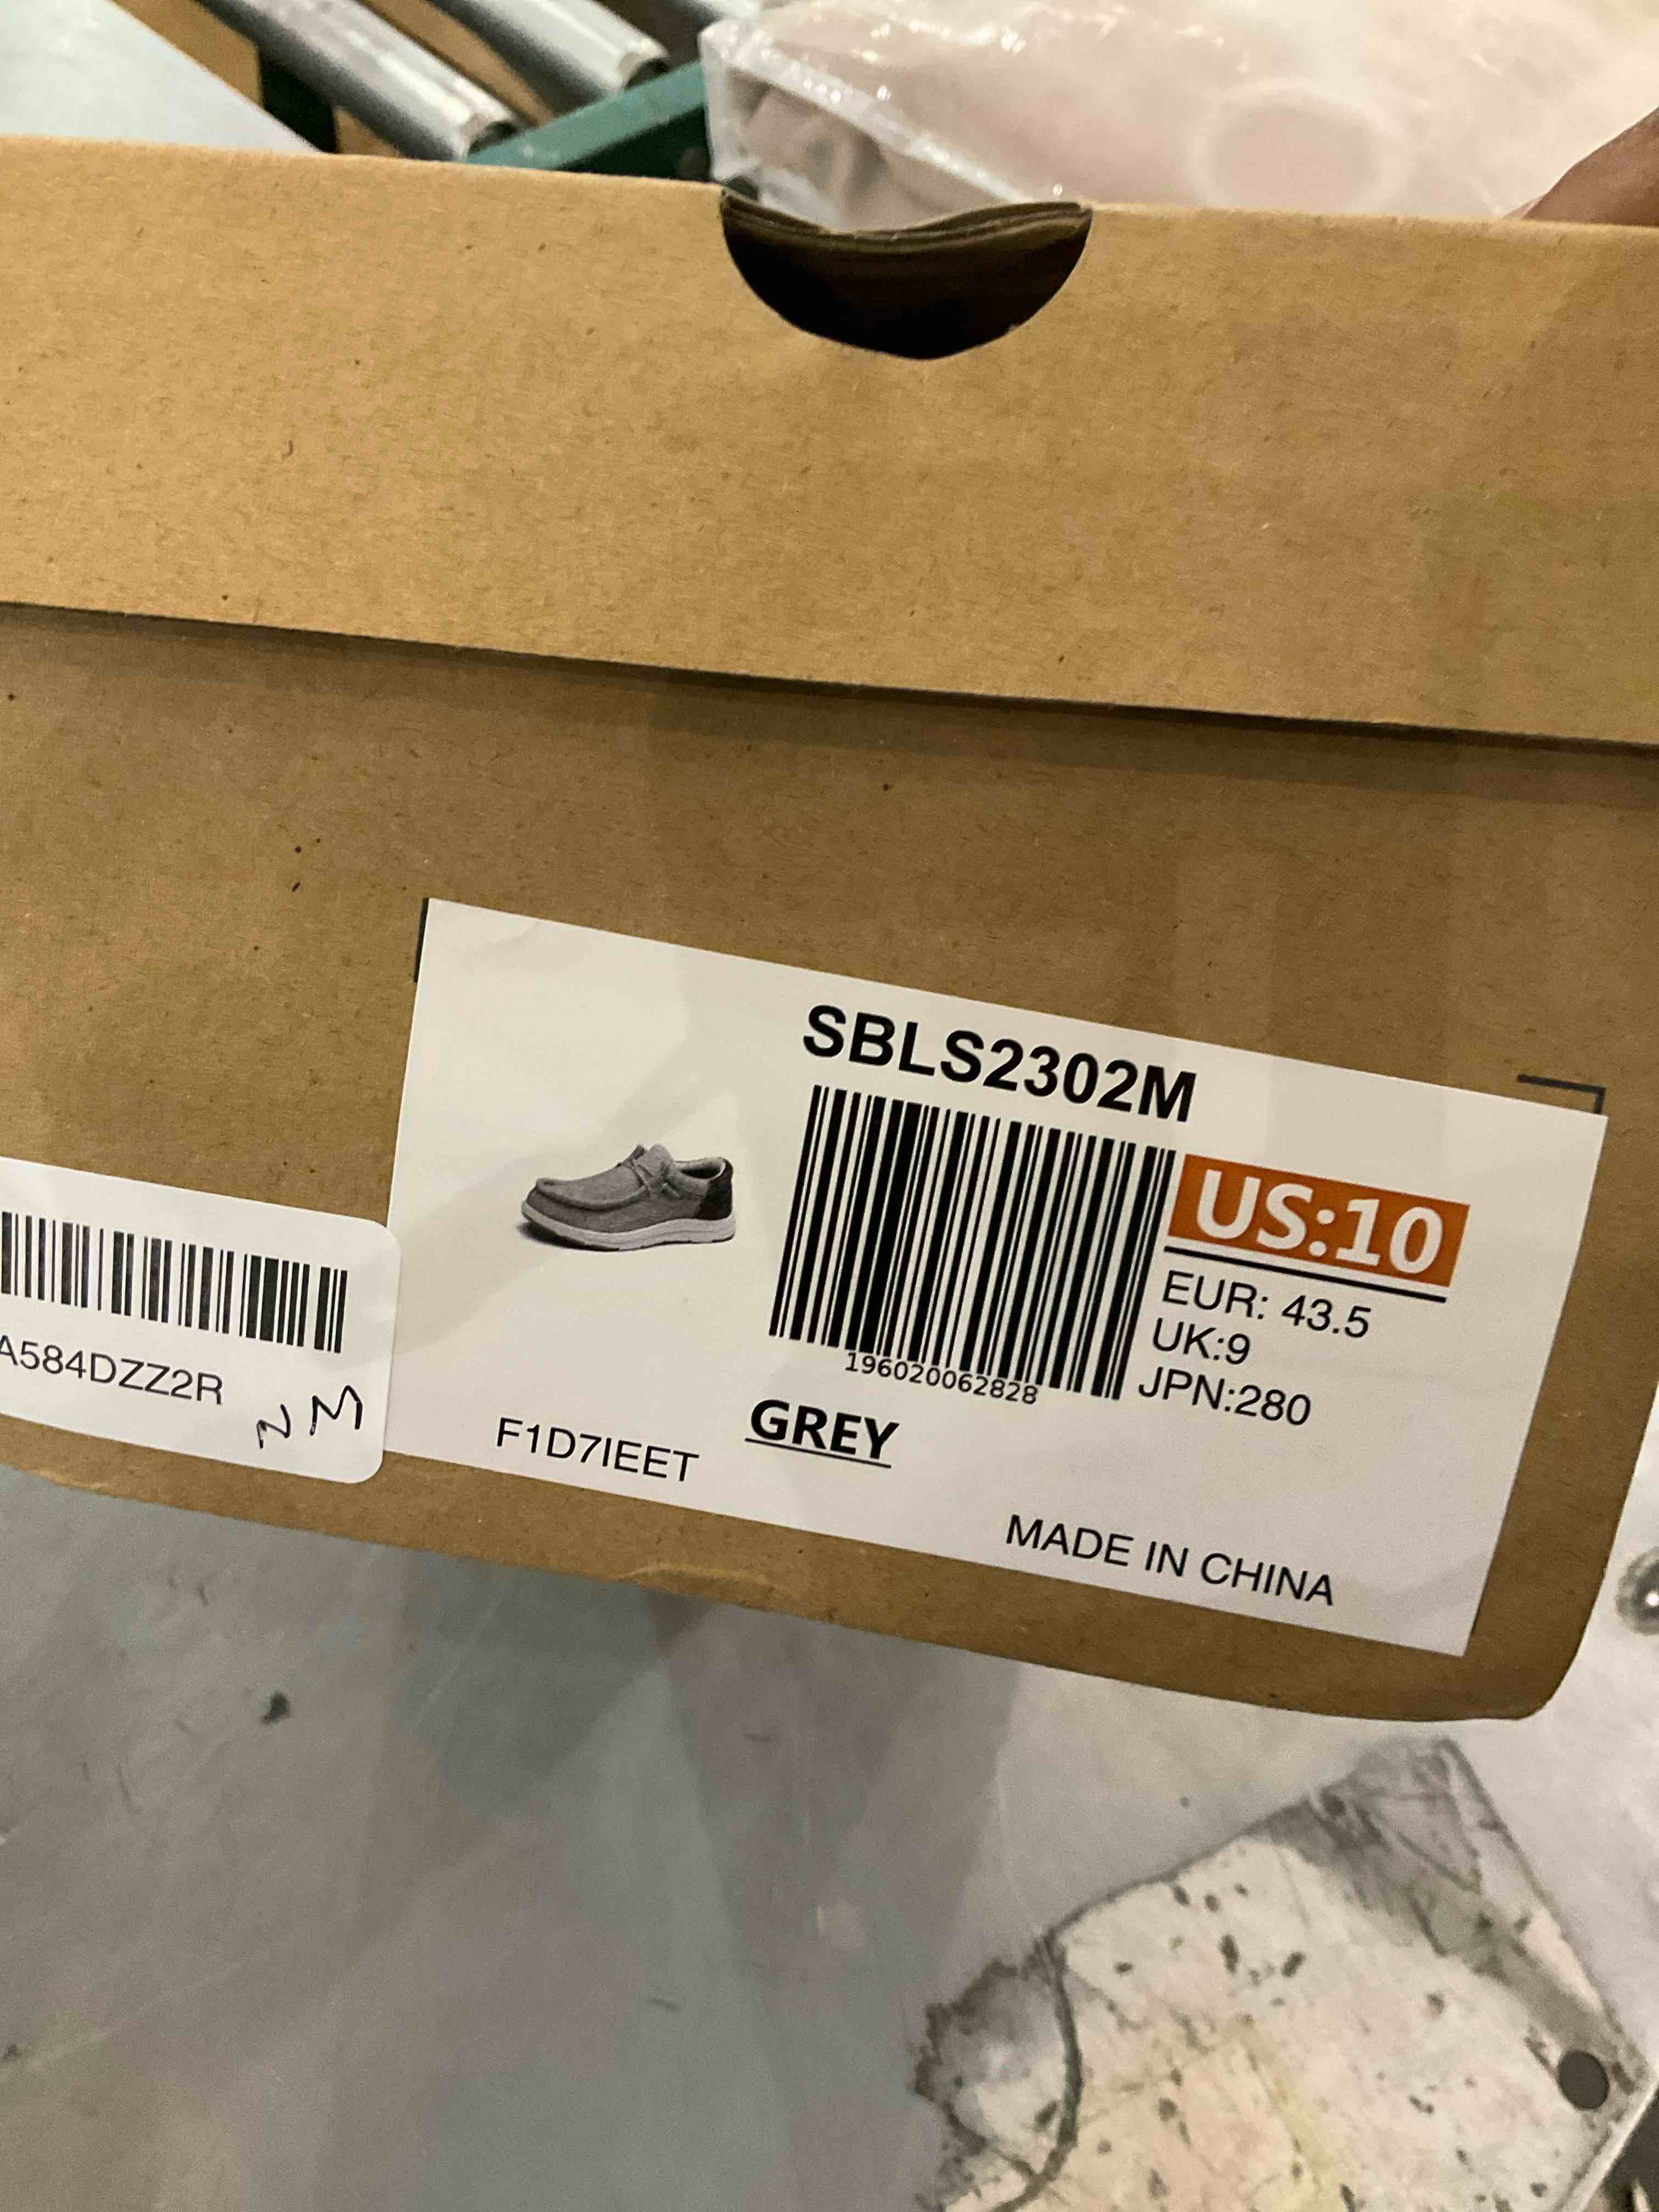 SBLS2302M
US:10
EUR: 43.5
UK:9
JPN:280
196020062828
GREY
F1D7IEET
MADE IN CHINA
A584DZZ2R
NM